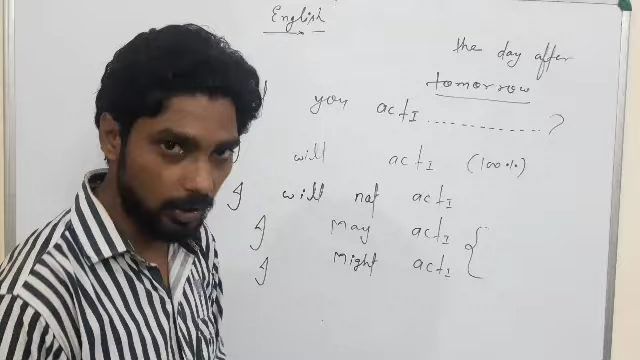 English
the day after
tomorrow
you act I ..............?
will act I (100%)
I will not act I
I May act I {
I Might act I